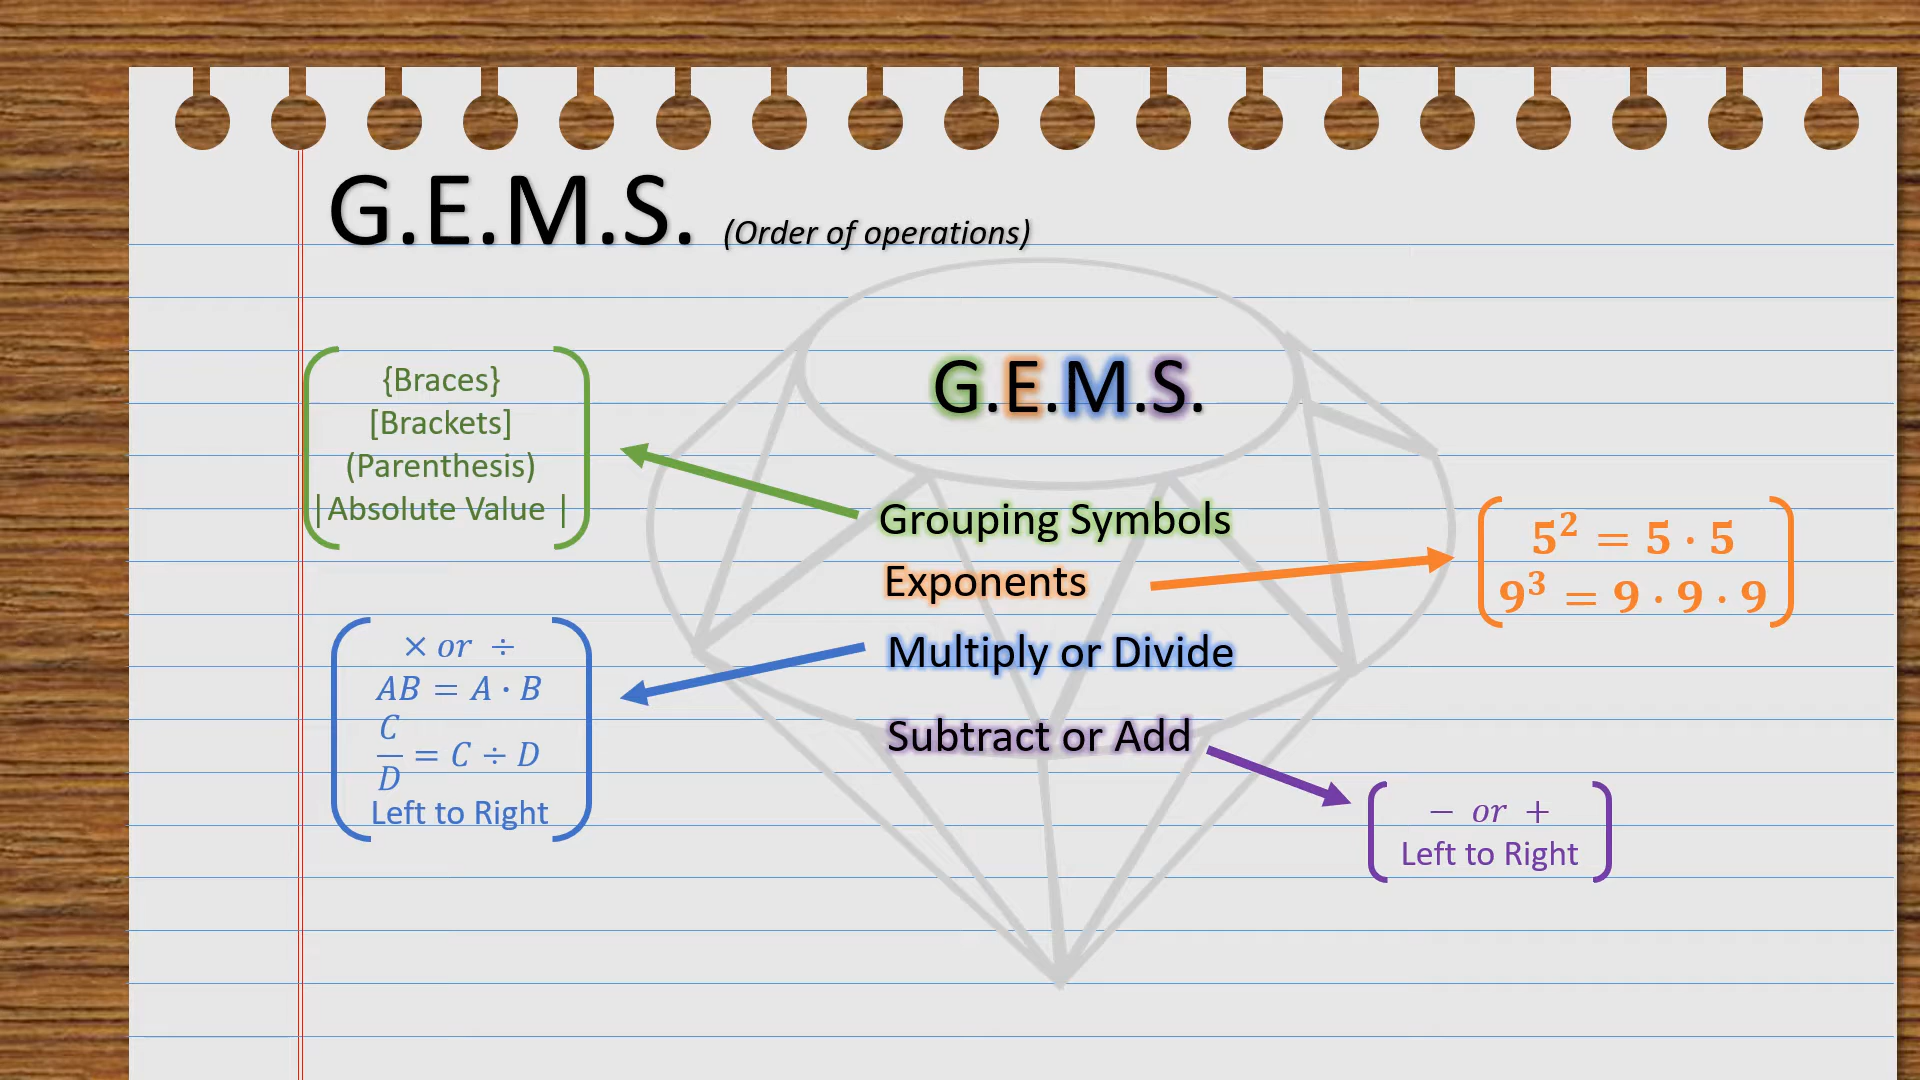 G.E.M.S. (Order of operations)
G.E.M.S.
{Braces}
[Brackets]
(Parenthesis)
|Absolute Value |
Grouping Symbols
Exponents
5² = 5 · 5
9³ = 9 · 9 · 9
Multiply or Divide
× or ÷
AB = A · B
C/D = C ÷ D
Left to Right
Subtract or Add
− or +
Left to Right